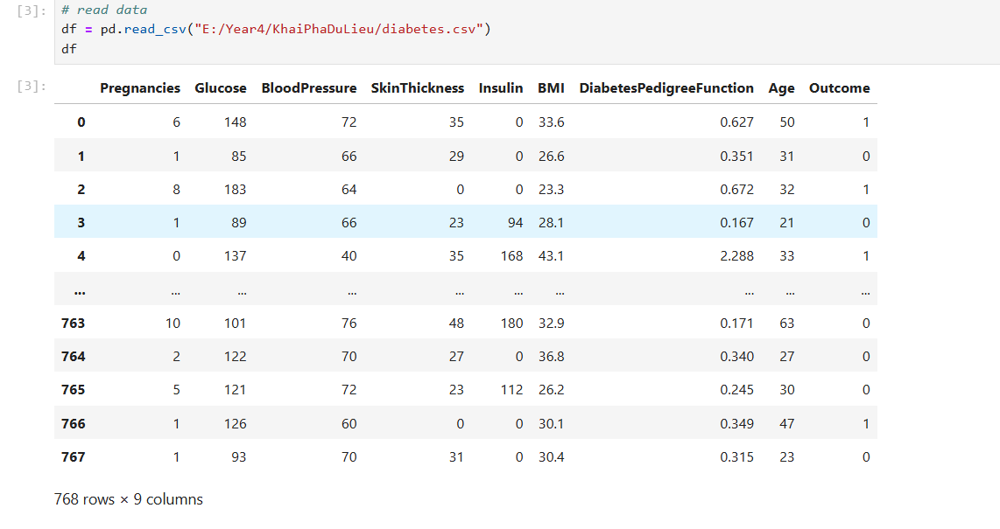 [3]: # read data
df = pd.read_csv("E:/Year4/KhaiPhaDuLieu/diabetes.csv")
df
[3]: Pregnancies Glucose BloodPressure SkinThickness Insulin BMI DiabetesPedigreeFunction Age Outcome
0 6 148 72 35 0 33.6 0.627 50 1
1 1 85 66 29 0 26.6 0.351 31 0
2 8 183 64 0 0 23.3 0.672 32 1
3 1 89 66 23 94 28.1 0.167 21 0
4 0 137 40 35 168 43.1 2.288 33 1
... ... ... ... ... ... ... ... ... ...
763 10 101 76 48 180 32.9 0.171 63 0
764 2 122 70 27 0 36.8 0.340 27 0
765 5 121 72 23 112 26.2 0.245 30 0
766 1 126 60 0 0 30.1 0.349 47 1
767 1 93 70 31 0 30.4 0.315 23 0
768 rows × 9 columns